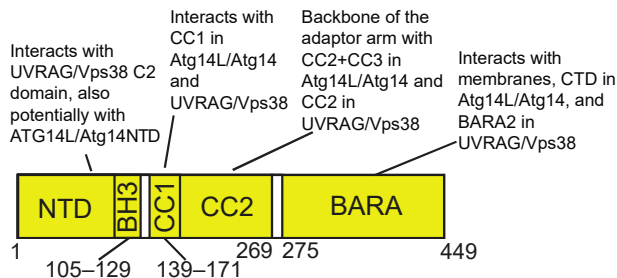 Interacts with
UVRAG/Vps38 C2
domain, also
potentially with
ATG14L/Atg14NTD
Interacts with
CC1 in
Atg14L/Atg14
and
UVRAG/Vps38
Backbone of the
adaptor arm with
CC2+CC3 in
Atg14L/Atg14 and
CC2 in
UVRAG/Vps38
Interacts with
membranes, CTD in
Atg14L/Atg14, and
BARA2 in
UVRAG/Vps38
NTD
BH3
CC1
CC2
BARA
1
269
275
449
105–129
139–171